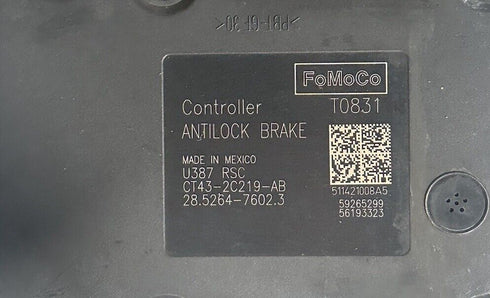 >PBT-GF30<
FoMoCo
Controller T0831
ANTILOCK BRAKE
MADE IN MEXICO
U387 RSC
CT43-2C219-AB
28.5264-7602.3
511421008A5
59265299
56193323